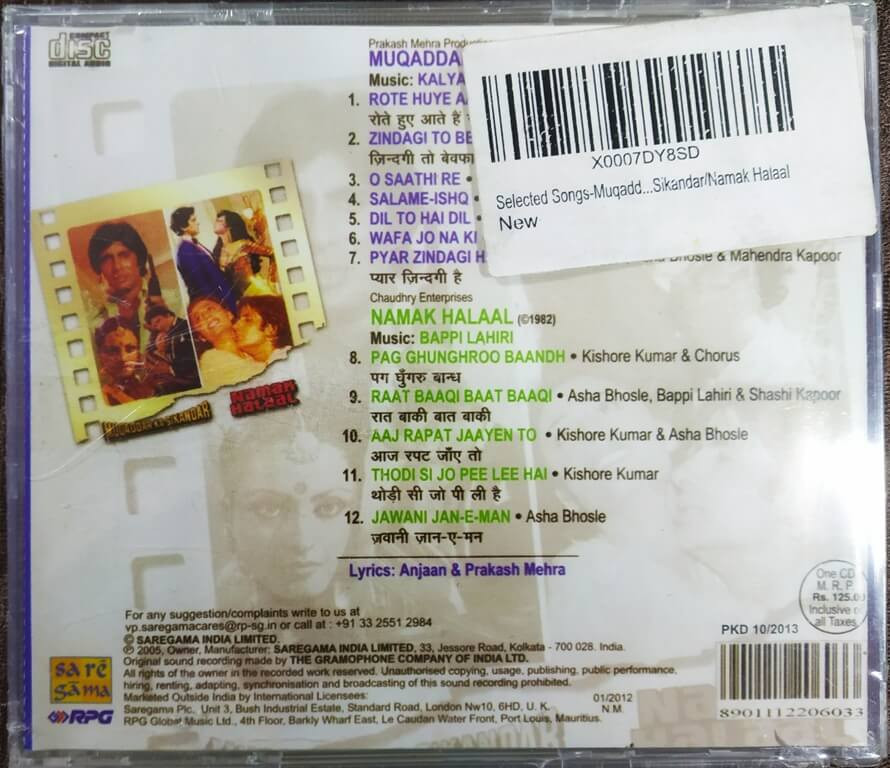 COMPACT
disc
DIGITAL AUDIO
Prakash Mehra
MUQADDA
Music: KALYA
1. ROTE HUYE
रोते हुए आते हैं
2. ZINDAGI TO BE
ज़िन्दगी तो बेवफा
3. O SAATHI RE •
4. SALAME-ISHQ •
5. DIL TO HAI DIL •
6. WAFA JO NA KI
7. PYAR ZINDAGI Bhosle & Mahendra Kapoor
प्यार ज़िन्दगी है
X0007DY8SD
Selected Songs-Muqadd...Sikandar/Namak Halaal
New
Chaudhry Enterprises
NAMAK HALAAL (©1982)
Music: BAPPI LAHIRI
8. PAG GHUNGHROO BAANDH • Kishore Kumar & Chorus
पग घुँगरु बान्ध
9. RAAT BAAQI BAAT BAAQI • Asha Bhosle, Bappi Lahiri & Shashi Kapoor
रात बाकी बात बाकी
10. AAJ RAPAT JAAYEN TO • Kishore Kumar & Asha Bhosle
आज रपट जाँए तो
11. THODI SI JO PEE LEE HAI • Kishore Kumar
थोड़ी सी जो पी ली है
12. JAWANI JAN-E-MAN • Asha Bhosle
ज़वानी ज़ान-ए-मन
Lyrics: Anjaan & Prakash Mehra
MUQADDAR KA SIKANDAR
NAMAK HALAAL
For any suggestion/complaints write to us at
vp.saregamacares@rp-sg.in or call at : +91 33 2551 2984
© SAREGAMA INDIA LIMITED.
℗ 2005, Owner, Manufacturer: SAREGAMA INDIA LIMITED, 33, Jessore Road, Kolkata - 700 028. India.
Original sound recording made by THE GRAMOPHONE COMPANY OF INDIA LTD.
All rights of the owner in the recorded work reserved. Unauthorised copying, usage, publishing, public performance,
hiring, renting, adapting, synchronisation and broadcasting of this sound recording prohibited.
Marketed Outside India by International Licensees:
Saregama Plc, Unit 3, Bush Industrial Estate, Standard Road, London Nw10, 6HD, U. K.
RPG Global Music Ltd., 4th Floor, Barkly Wharf East, Le Caudan Water Front, Port Louis, Mauritius.
01/2012
N.M.
sa rē
gāma
RPG
One CD
M. R. P.
Rs. 125.00
Inclusive of
all Taxes
PKD 10/2013
8901112206033